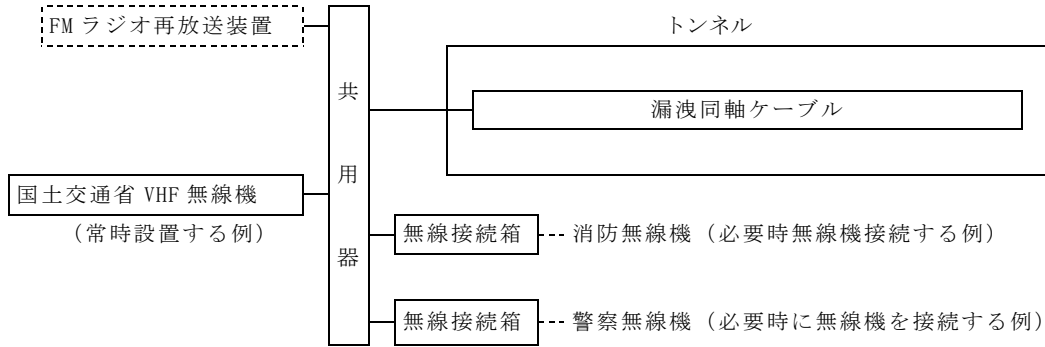 FMラジオ再放送装置
トンネル
共用器
漏洩同軸ケーブル
国土交通省 VHF 無線機
（常時設置する例）
無線接続箱 消防無線機（必要時無線機接続する例）
無線接続箱 警察無線機（必要時に無線機を接続する例）